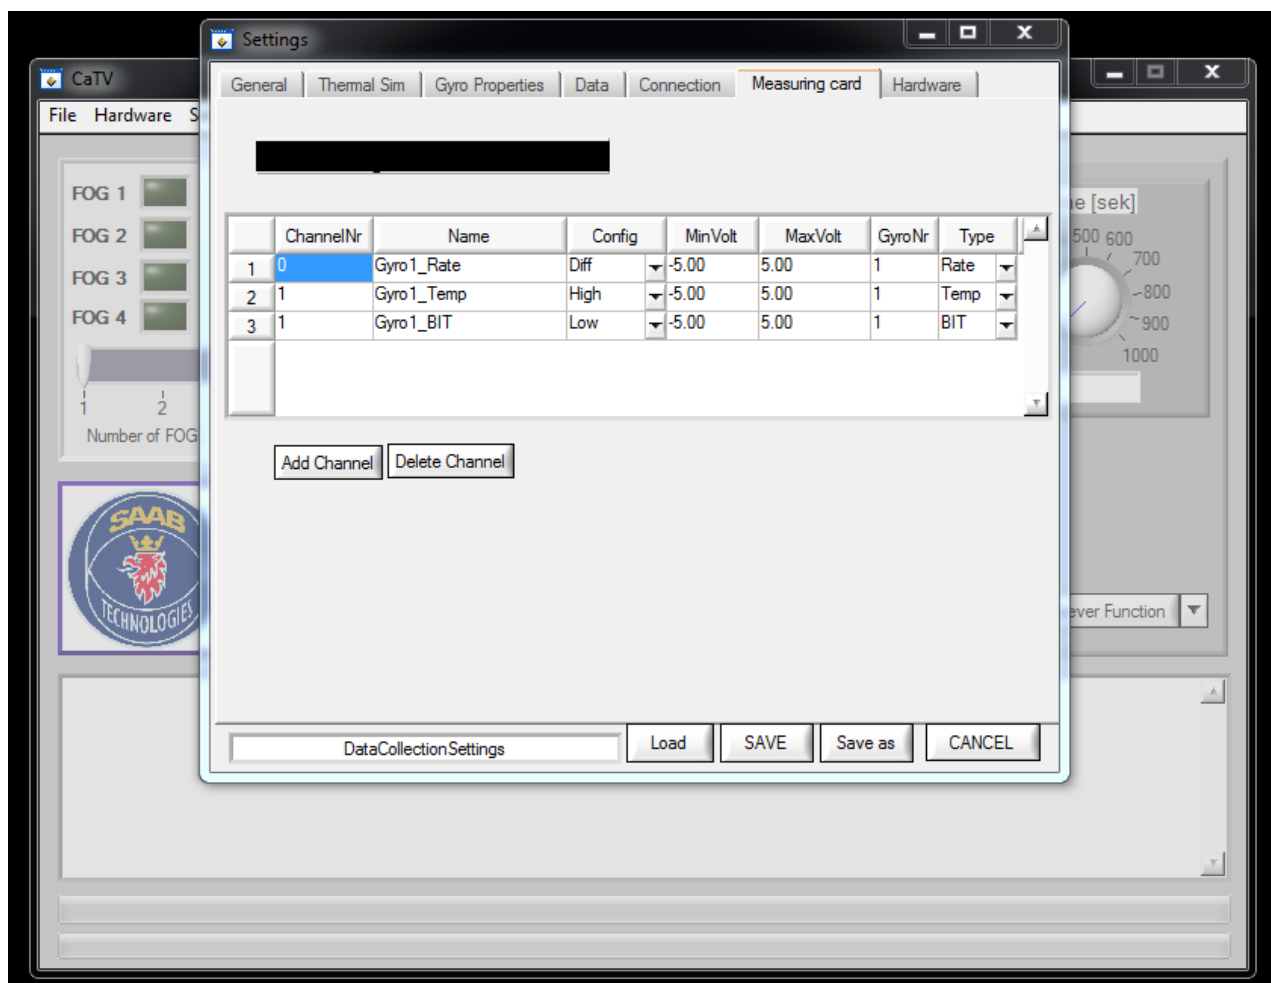 Settings
CaTV
General Thermal Sim Gyro Properties Data Connection Measuring card Hardware
File Hardware
FOG 1
FOG 2
FOG 3
FOG 4
1 2
Number of FOG
[sek]
500 600
700
800
900
1000
ChannelNr Name Config MinVolt MaxVolt GyroNr Type
1 0 Gyro1_Rate Diff -5.00 5.00 1 Rate
2 1 Gyro1_Temp High -5.00 5.00 1 Temp
3 1 Gyro1_BIT Low -5.00 5.00 1 BIT
Add Channel Delete Channel
SAAB
TECHNOLOGIES
Function
DataCollectionSettings Load SAVE Save as CANCEL